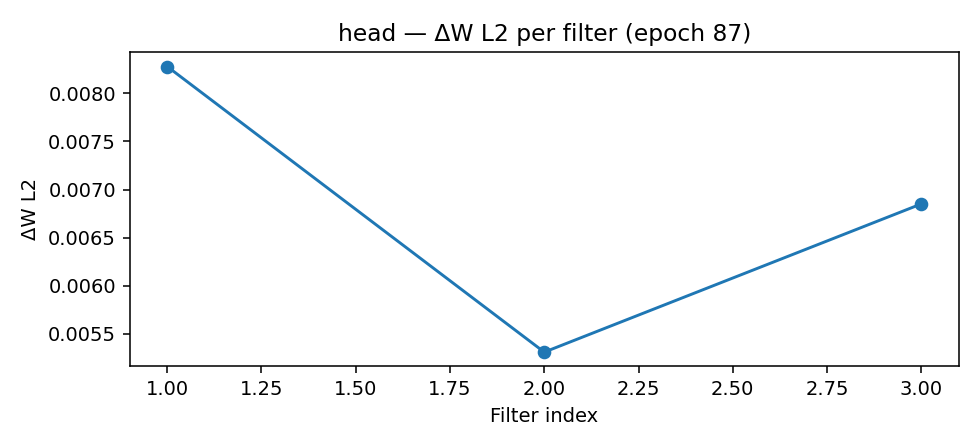 head — ΔW L2 per filter (epoch 87)
ΔW L2
0.0080
0.0075
0.0070
0.0065
0.0060
0.0055
1.00 1.25 1.50 1.75 2.00 2.25 2.50 2.75 3.00
Filter index